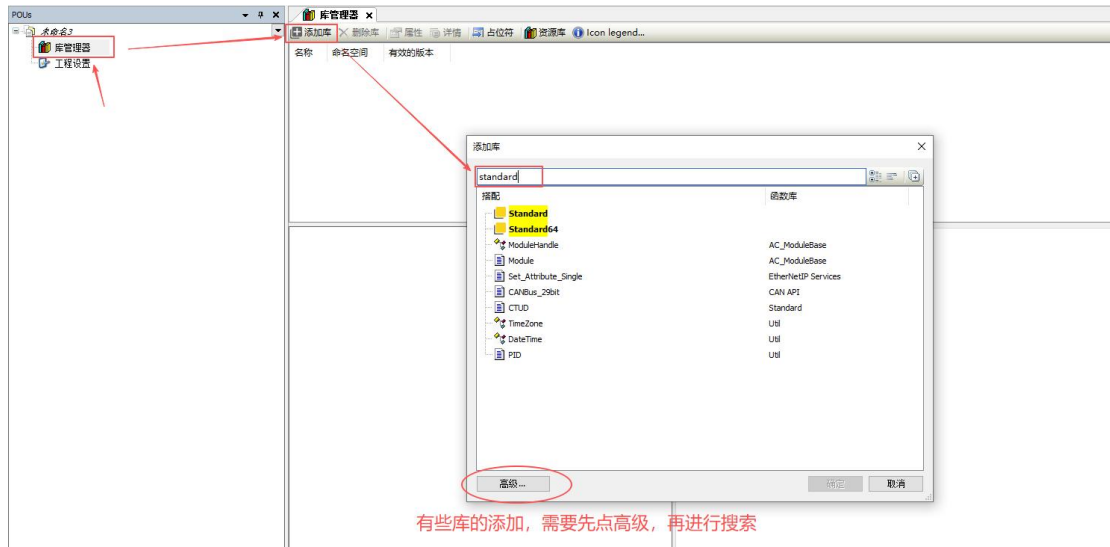 POUs
未命名3
库管理器
工程设置
库管理器
添加库 删除库 属性 详情 占位符 资源库 Icon legend...
名称 命名空间 有效的版本
添加库
standard
搭配 函数库
Standard
Standard64
ModuleHandle AC_ModuleBase
Module AC_ModuleBase
Set_Attribute_Single EtherNetIP Services
CANBus_29bit CAN API
CTUD Standard
TimeZone Util
DateTime Util
PID Util
高级... 确定 取消
有些库的添加，需要先点高级，再进行搜索